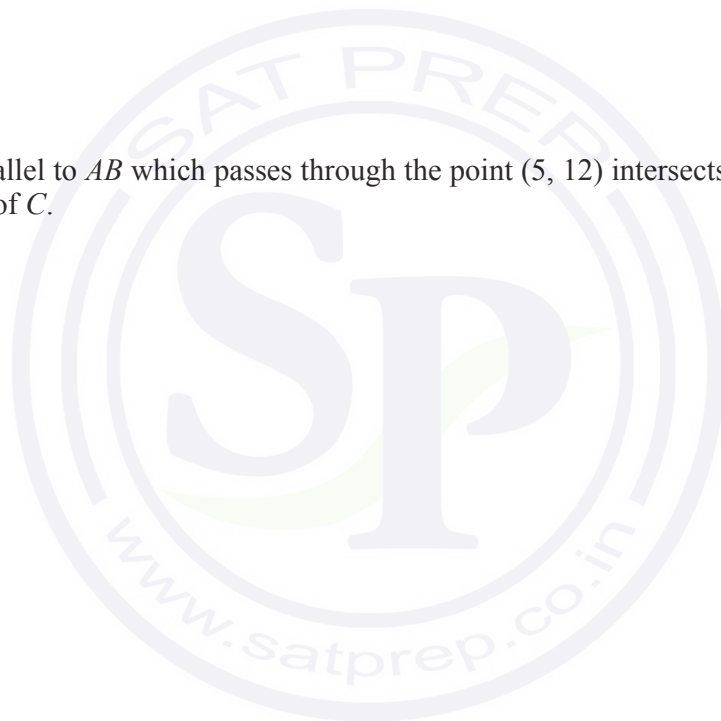 allel to AB which passes through the point (5, 12) intersects
of C.
SAT PREP
SP
www.satprep.co.in